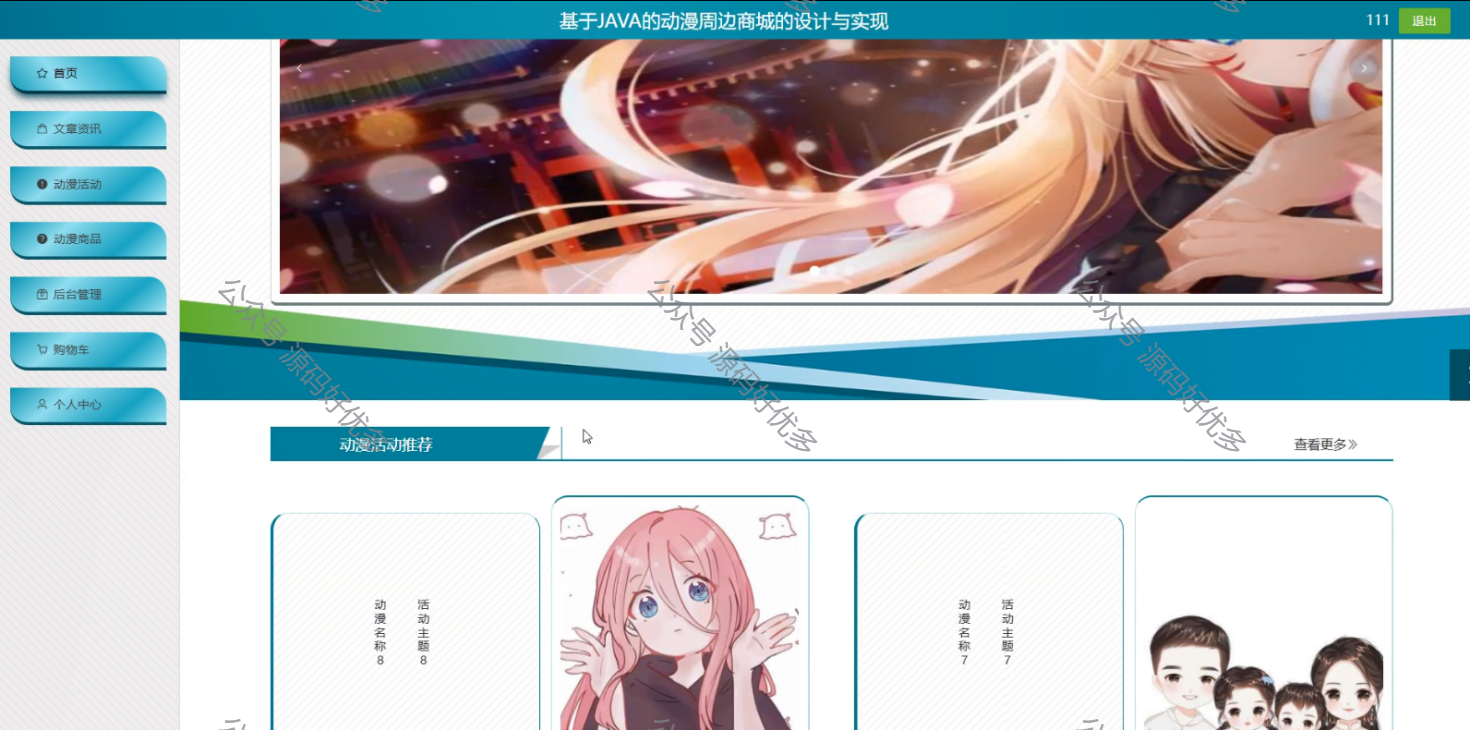 基于JAVA的动漫周边商城的设计与实现
111
退出
首页
文章资讯
动漫活动
动漫商品
后台管理
购物车
个人中心
公众号 源码好优多
公众号 源码好优多
公众号 源码好优多
动漫活动推荐
查看更多》
动漫名称8
活动主题8
动漫名称7
活动主题7